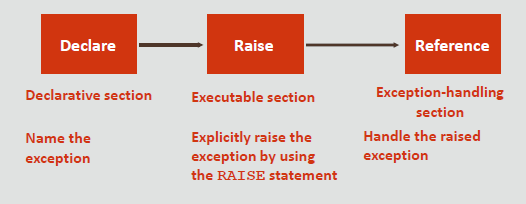 Declare
Raise
Reference
Declarative section
Executable section
Exception-handling
section
Name the
exception
Explicitly raise the
exception by using
the RAISE statement
Handle the raised
exception